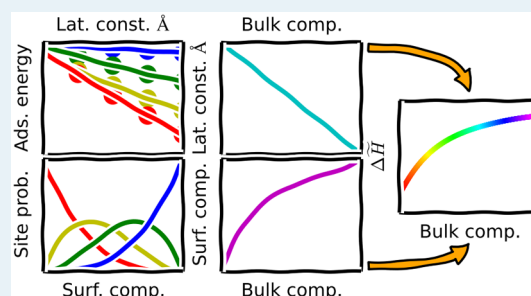 Lat. const. Å
Bulk comp.
Ads. energy
Lat. const. Å
Site prob.
Surf. comp.
ΔH̃
Surf. comp.
Bulk comp.
Bulk comp.